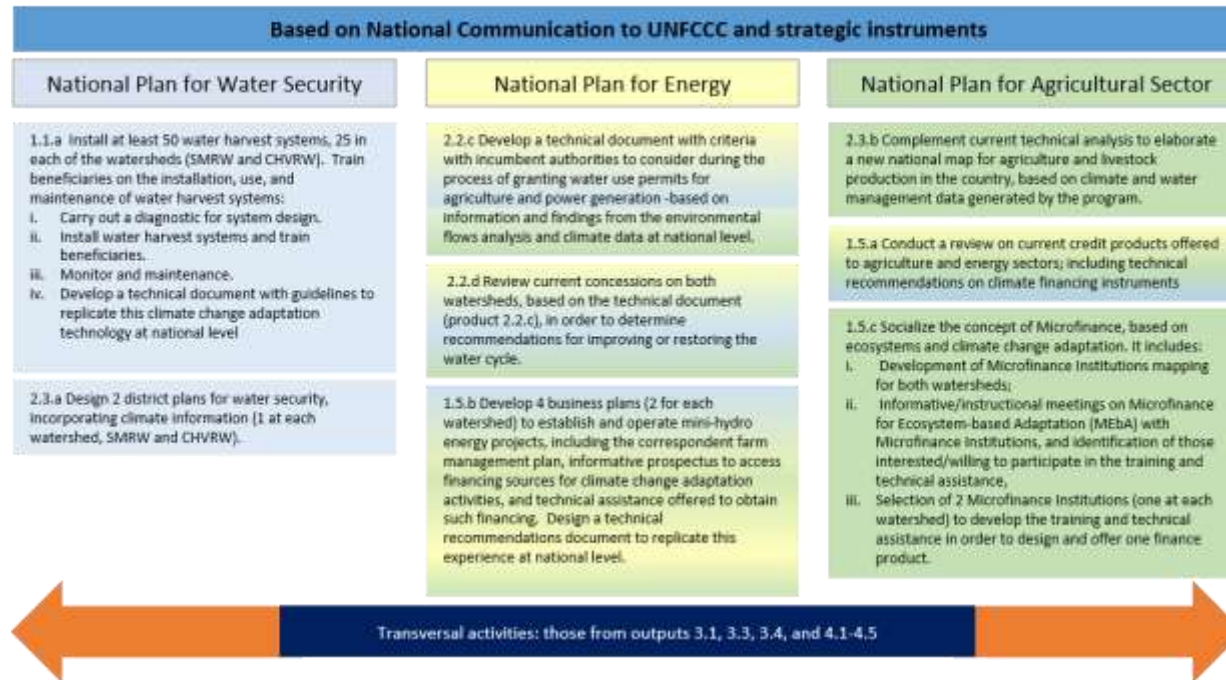 Based on National Communication to UNFCCC and strategic instruments
National Plan for Water Security
1.1.a Install at least 50 water harvest systems, 25 in
each of the watersheds (SMRW and CHVRW). Train
beneficiaries on the installation, use, and
maintenance of water harvest systems:
i. Carry out a diagnostic for system design.
ii. Install water harvest systems and train
beneficiaries.
iii. Monitor and maintenance.
iv. Develop a technical document with guidelines to
replicate this climate change adaptation
technology at national level
2.3.a Design 2 district plans for water security,
incorporating climate information (1 at each
watershed, SMRW and CHVRW).
National Plan for Energy
2.2.c Develop a technical document with criteria
with incumbent authorities to consider during the
process of granting water use permits for
agriculture and power generation -based on
information and findings from the environmental
flows analysis and climate data at national level.
2.2.d Review current concessions on both
watersheds, based on the technical document
(product 2.2.c), in order to determine
recommendations for improving or restoring the
water cycle.
1.5.b Develop 4 business plans (2 for each
watershed) to establish and operate mini-hydro
energy projects, including the correspondent farm
management plan, informative prospectus to access
financing sources for climate change adaptation
activities, and technical assistance offered to obtain
such financing. Design a technical
recommendations document to replicate this
experience at national level.
National Plan for Agricultural Sector
2.3.b Complement current technical analysis to elaborate
a new national map for agriculture and livestock
production in the country, based on climate and water
management data generated by the program.
1.5.a Conduct a review on current credit products offered
to agriculture and energy sectors; including technical
recommendations on climate financing instruments
1.5.c Socialize the concept of Microfinance, based on
ecosystems and climate change adaptation. It includes:
i. Development of Microfinance Institutions mapping
for both watersheds;
ii. Informative/instructional meetings on Microfinance
for Ecosystem-based Adaptation (MEbA) with
Microfinance Institutions, and identification of those
interested/willing to participate in the training and
technical assistance,
iii. Selection of 2 Microfinance Institutions (one at each
watershed) to develop the training and technical
assistance in order to design and offer one finance
product.
Transversal activities: those from outputs 3.1, 3.3, 3.4, and 4.1-4.5